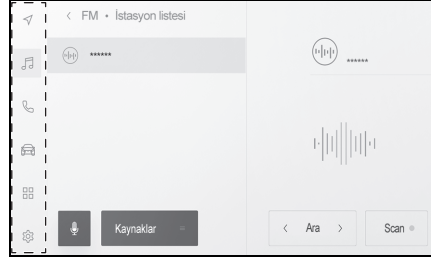 < FM • İstasyon listesi
******
******
Kaynaklar
< Ara >
Scan